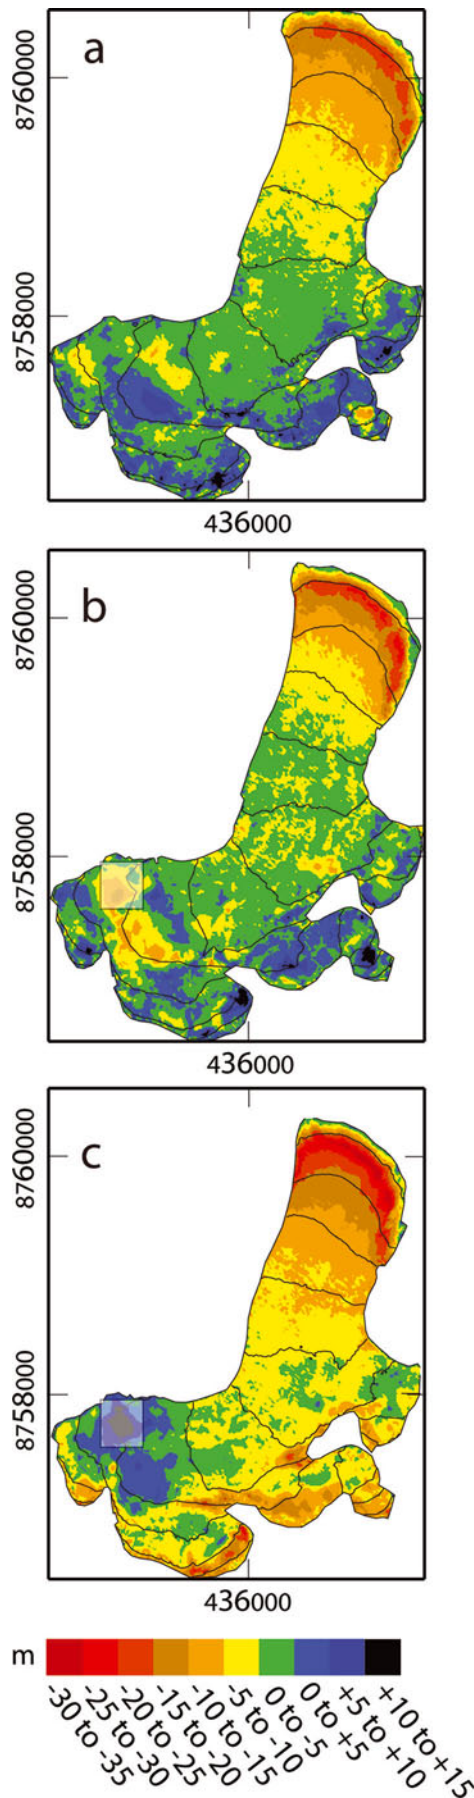 a
8760000
8758000
436000
b
8760000
8758000
436000
c
8760000
8758000
436000
m
-30 to -35
-25 to -30
-20 to -25
-15 to -20
-10 to -15
-5 to -10
0 to -5
0 to +5
+5 to +10
+10 to +15